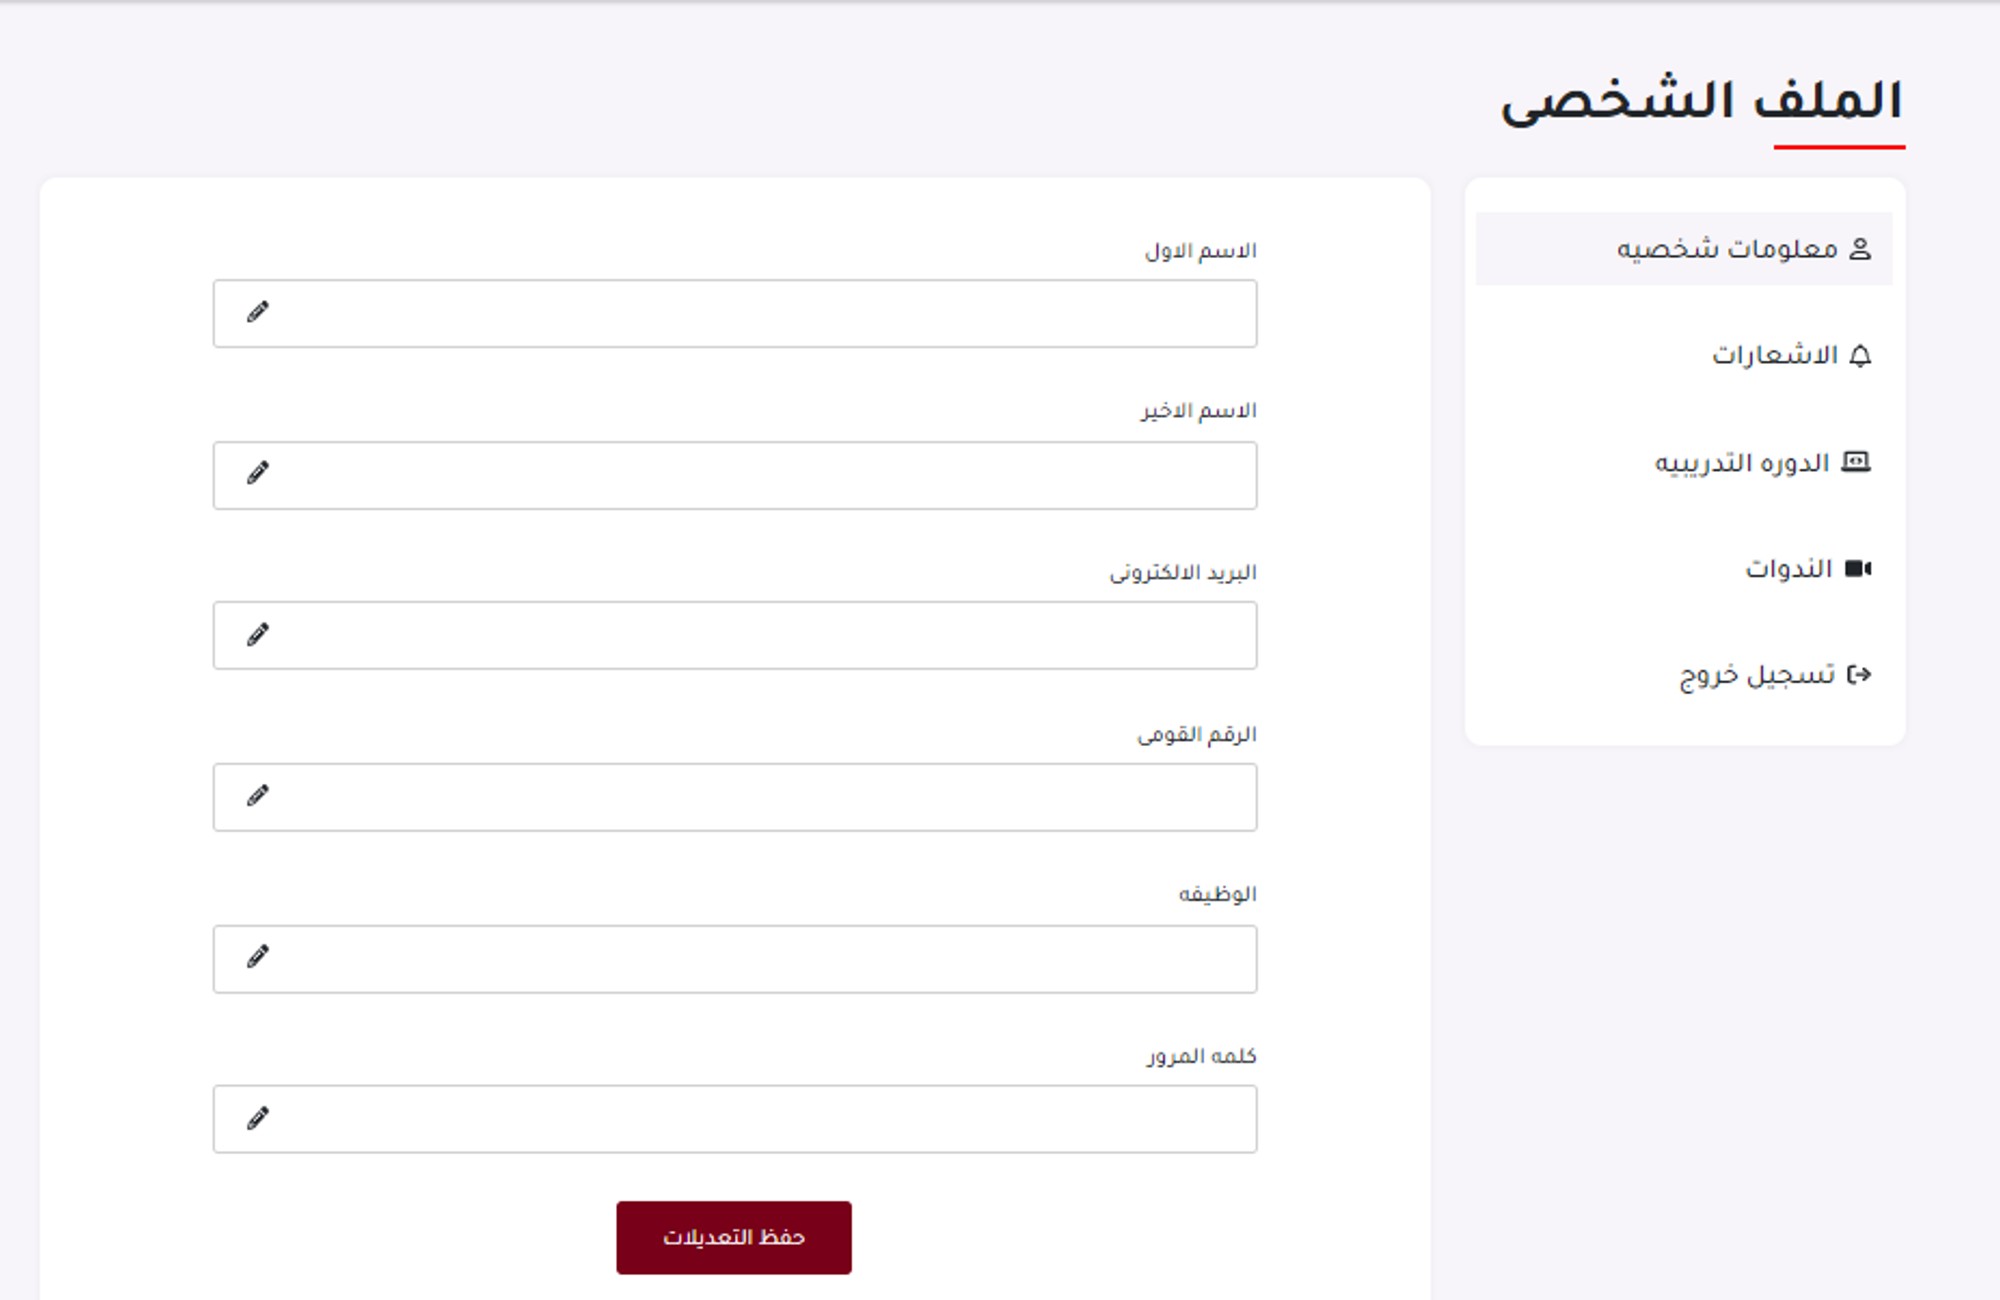 الملف الشخصى
معلومات شخصيه
الاشعارات
الدوره التدريبيه
الندوات
تسجيل خروج
الاسم الاول
الاسم الاخير
البريد الالكترونى
الرقم القومى
الوظيفه
كلمه المرور
حفظ التعديلات